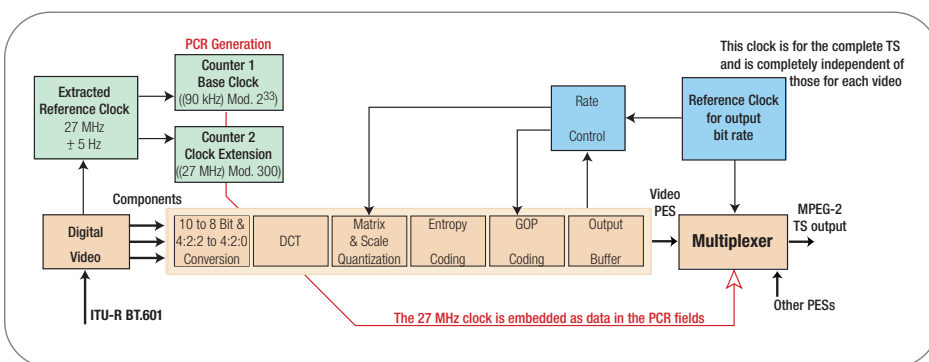 PCR Generation
Counter 1
Base Clock
((90 kHz) Mod. 2³³)
Extracted
Reference Clock
27 MHz
± 5 Hz
Counter 2
Clock Extension
((27 MHz) Mod. 300)
This clock is for the complete TS
and is completely independent of
those for each video
Rate
Control
Reference Clock
for output
bit rate
Components
Digital
Video
10 to 8 Bit &
4:2:2 to 4:2:0
Conversion
DCT
Matrix
& Scale
Quantization
Entropy
Coding
GOP
Coding
Output
Buffer
Video
PES
Multiplexer
MPEG-2
TS output
ITU-R BT.601
Other PESs
The 27 MHz clock is embedded as data in the PCR fields